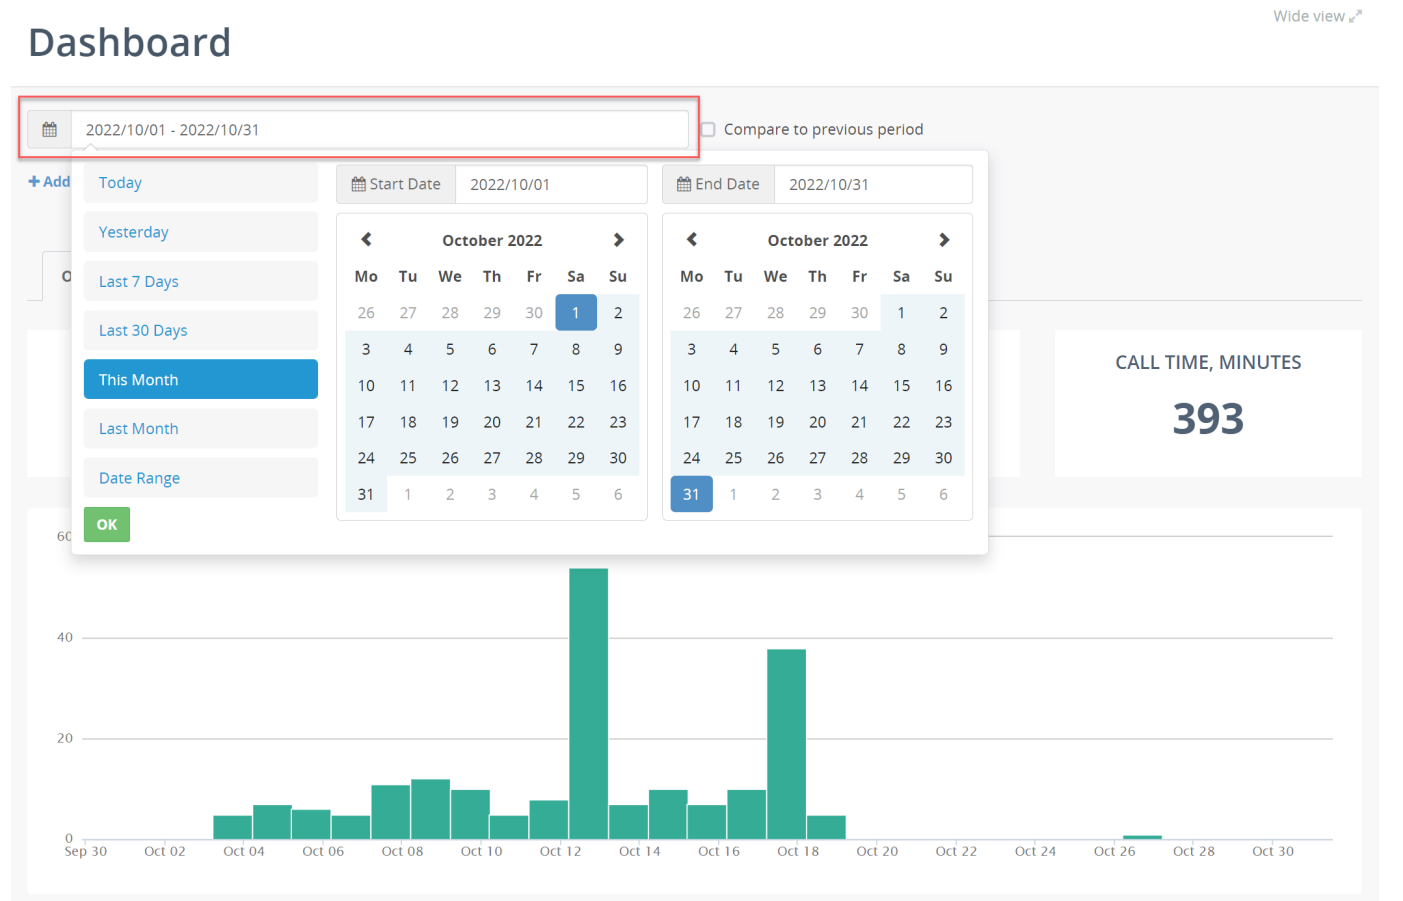 Wide view
Dashboard
2022/10/01 - 2022/10/31
Compare to previous period
Add
Today
Yesterday
Last 7 Days
Last 30 Days
This Month
Last Month
Date Range
OK
Start Date 2022/10/01
October 2022
Mo Tu We Th Fr Sa Su
26 27 28 29 30 1 2
3 4 5 6 7 8 9
10 11 12 13 14 15 16
17 18 19 20 21 22 23
24 25 26 27 28 29 30
31 1 2 3 4 5 6
End Date 2022/10/31
October 2022
Mo Tu We Th Fr Sa Su
26 27 28 29 30 1 2
3 4 5 6 7 8 9
10 11 12 13 14 15 16
17 18 19 20 21 22 23
24 25 26 27 28 29 30
31 1 2 3 4 5 6
CALL TIME, MINUTES
393
60
40
20
0
Sep 30 Oct 02 Oct 04 Oct 06 Oct 08 Oct 10 Oct 12 Oct 14 Oct 16 Oct 18 Oct 20 Oct 22 Oct 24 Oct 26 Oct 28 Oct 30